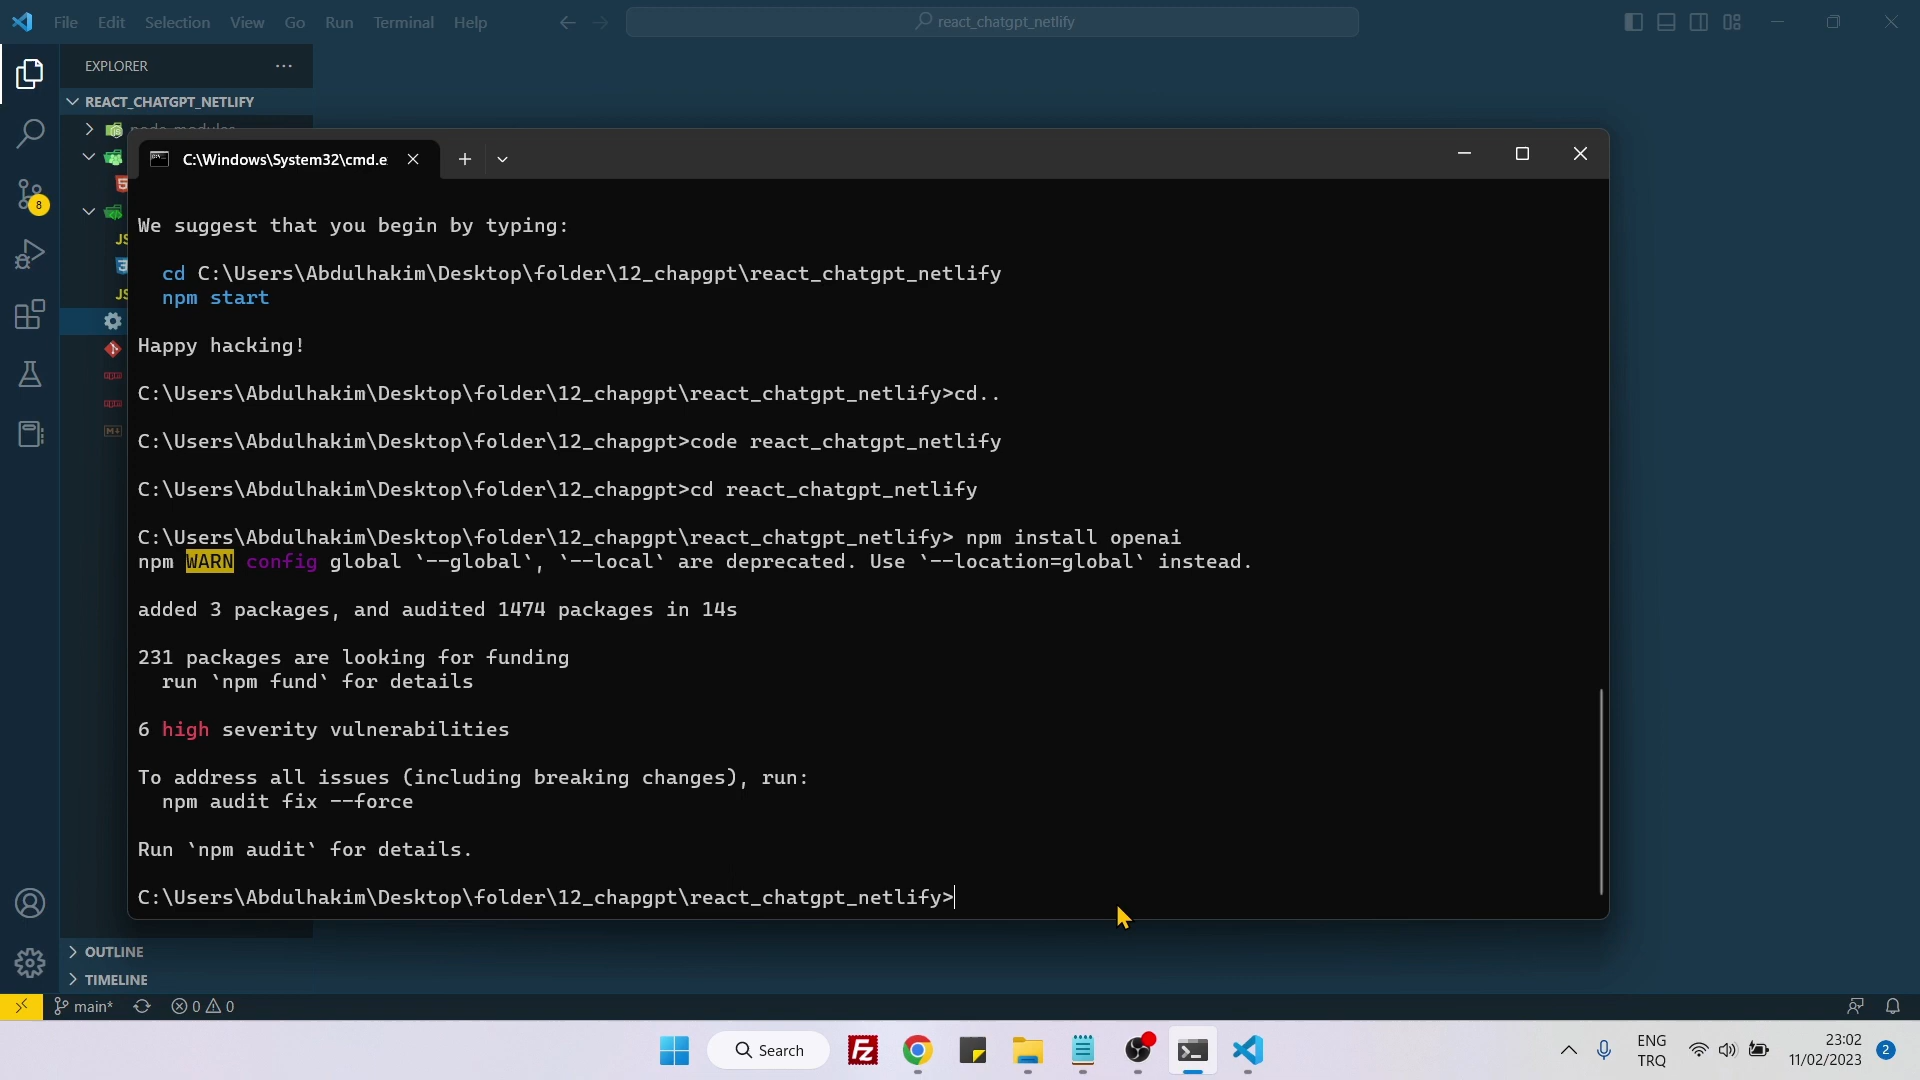 File Edit Selection View Go Run Terminal Help
react_chatgpt_netlify
EXPLORER
REACT_CHATGPT_NETLIFY
node_modules
C:\Windows\System32\cmd.e
We suggest that you begin by typing:
cd C:\Users\Abdulhakim\Desktop\folder\12_chapgpt\react_chatgpt_netlify
npm start
Happy hacking!
C:\Users\Abdulhakim\Desktop\folder\12_chapgpt\react_chatgpt_netlify>cd..
C:\Users\Abdulhakim\Desktop\folder\12_chapgpt>code react_chatgpt_netlify
C:\Users\Abdulhakim\Desktop\folder\12_chapgpt>cd react_chatgpt_netlify
C:\Users\Abdulhakim\Desktop\folder\12_chapgpt\react_chatgpt_netlify> npm install openai
npm WARN config global `--global`, `--local` are deprecated. Use `--location=global` instead.
added 3 packages, and audited 1474 packages in 14s
231 packages are looking for funding
run `npm fund` for details
6 high severity vulnerabilities
To address all issues (including breaking changes), run:
npm audit fix --force
Run `npm audit` for details.
C:\Users\Abdulhakim\Desktop\folder\12_chapgpt\react_chatgpt_netlify>
8
JS
JS
OUTLINE
TIMELINE
main* 0 0
Search
Fz
ENG
TRQ
23:02
11/02/2023
2